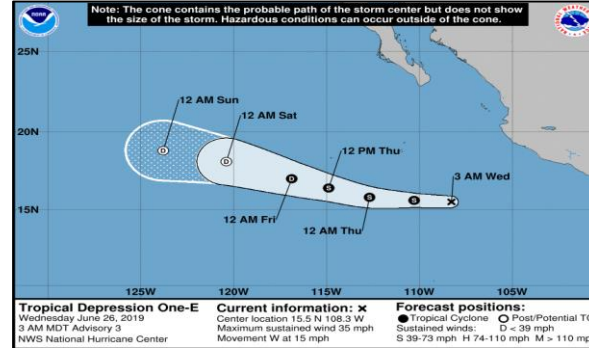 Note: The cone contains the probable path of the storm center but does not show
the size of the storm. Hazardous conditions can occur outside of the cone.
NOAA
25N
12 AM Sun
12 AM Sat
20N
12 PM Thu
3 AM Wed
D
D
D
S
S
S
15N
12 AM Fri
12 AM Thu
125W
120W
115W
110W
105W
Tropical Depression One-E
Wednesday June 26, 2019
3 AM MDT Advisory 3
NWS National Hurricane Center
Current information: x
Center location 15.5 N 108.3 W
Maximum sustained wind 35 mph
Movement W at 15 mph
Forecast positions:
Tropical Cyclone Post/Potential TC
Sustained winds: D < 39 mph
S 39-73 mph H 74-110 mph M > 110 mph